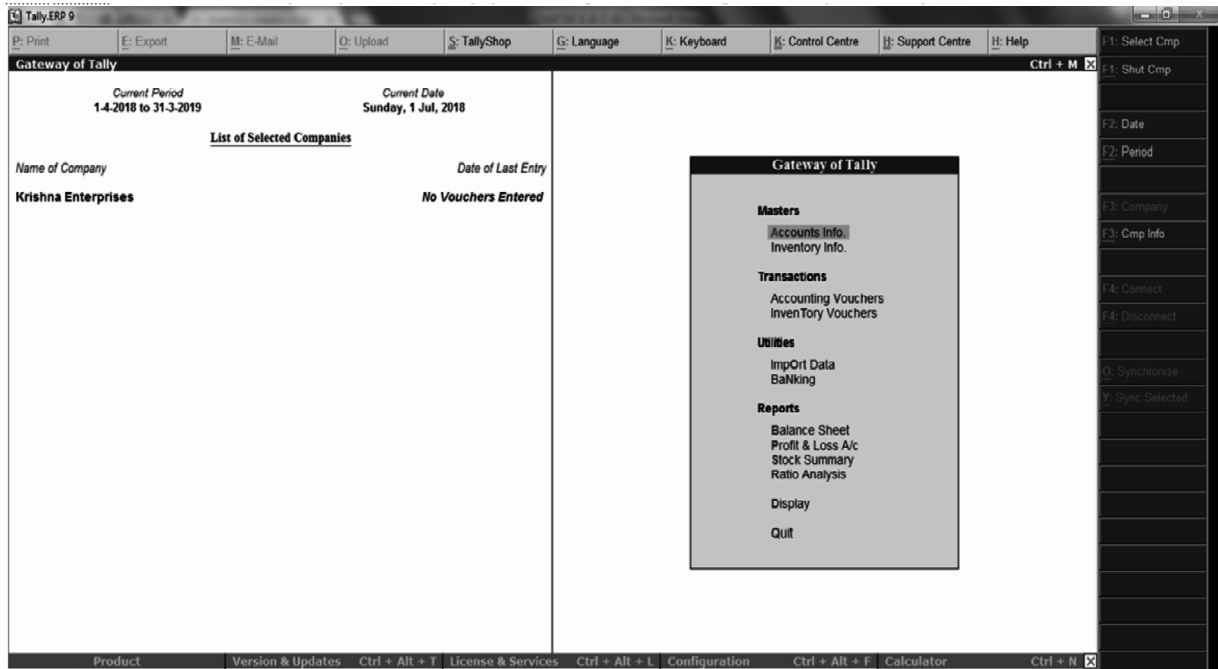 Tally.ERP 9
P: Print E: Export M: E-Mail O: Upload S: TallyShop G: Language K: Keyboard K: Control Centre H: Support Centre H: Help
Gateway of Tally Ctrl + M X
Current Period Current Date
1-4-2018 to 31-3-2019 Sunday, 1 Jul, 2018
List of Selected Companies
Name of Company Date of Last Entry
Krishna Enterprises No Vouchers Entered
Gateway of Tally
Masters
Accounts Info.
Inventory Info.
Transactions
Accounting Vouchers
InvenTory Vouchers
Utilities
ImpOrt Data
BaNking
Reports
Balance Sheet
Profit & Loss A/c
Stock Summary
Ratio Analysis
Display
Quit
F1: Select Cmp
F1: Shut Cmp
F2: Date
F2: Period
F3: Company
F3: Cmp Info
F4: Connect
F4: Disconnect
O: Synchronise
Y: Sync Selected
Product Version & Updates Ctrl + Alt + T License & Services Ctrl + Alt + L Configuration Ctrl + Alt + F Calculator Ctrl + N X